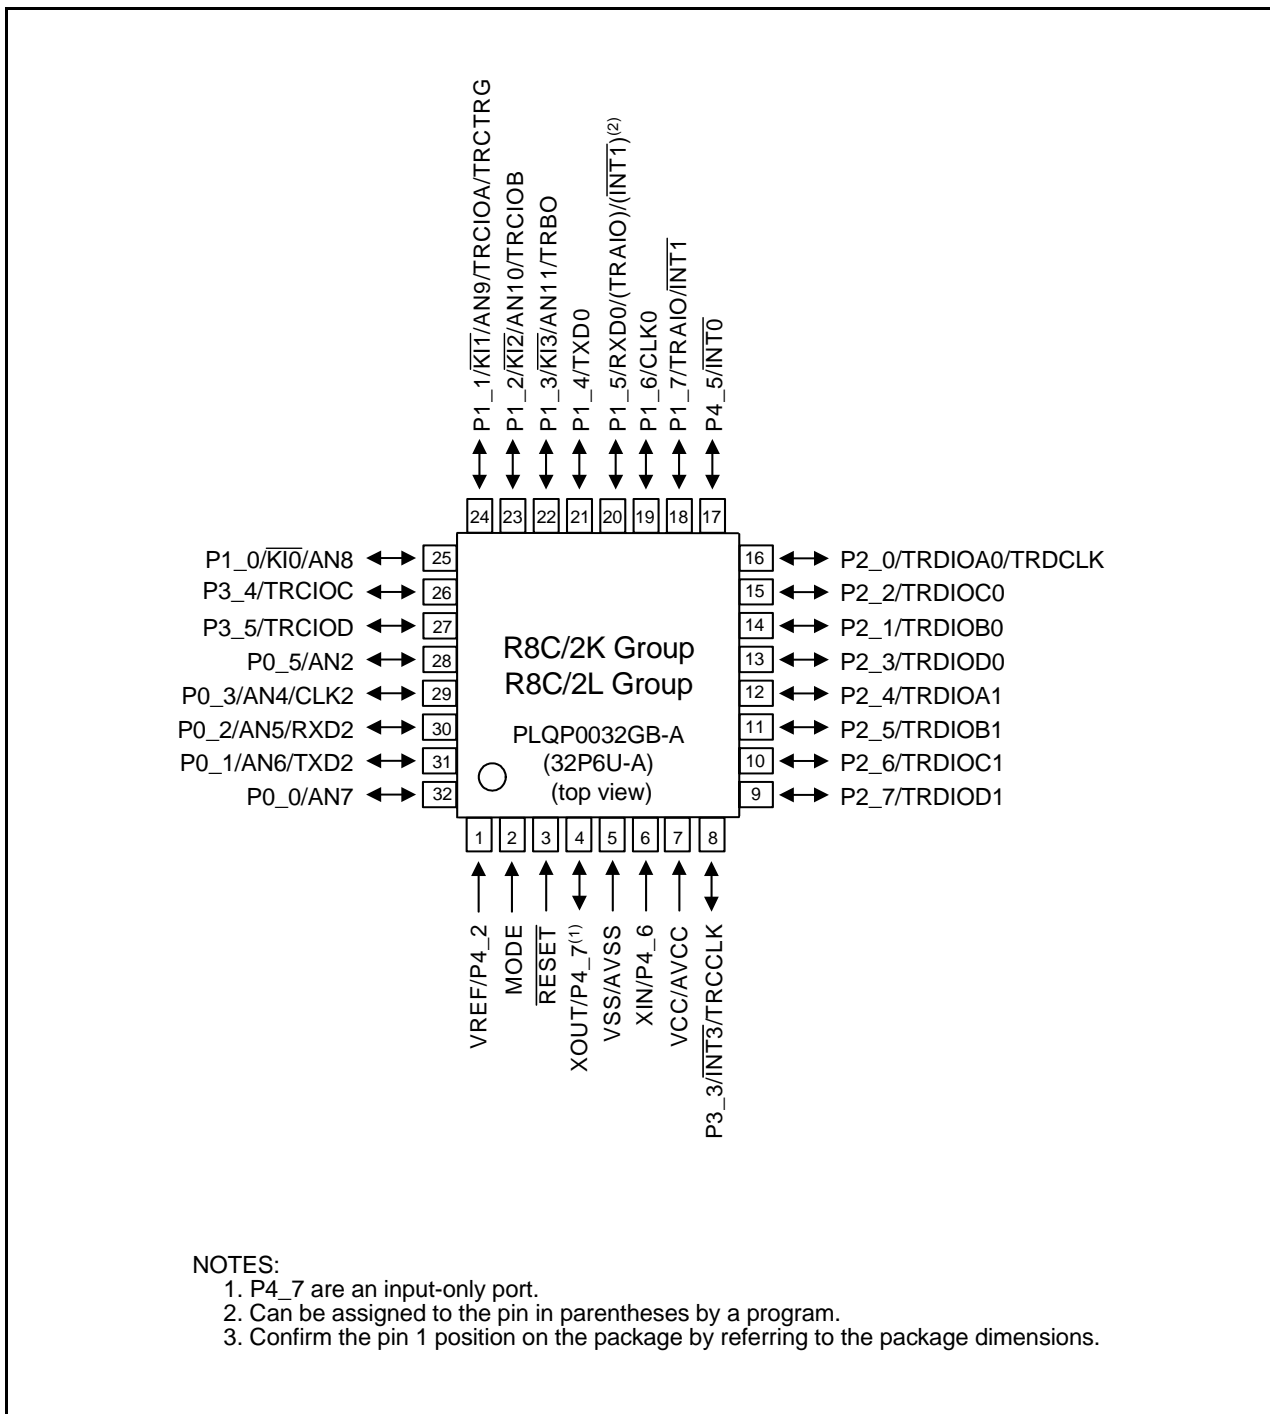 P1_1/KI1/AN9/TRCIOA/TRCTRG
P1_2/KI2/AN10/TRCIOB
P1_3/KI3/AN11/TRBO
P1_4/TXD0
P1_5/RXD0/(TRAIO)/(INT1)(2)
P1_6/CLK0
P1_7/TRAIO/INT1
P4_5/INT0
24 23 22 21 20 19 18 17
P1_0/KI0/AN8 25
P3_4/TRCIOC 26
P3_5/TRCIOD 27
P0_5/AN2 28
P0_3/AN4/CLK2 29
P0_2/AN5/RXD2 30
P0_1/AN6/TXD2 31
P0_0/AN7 32
R8C/2K Group
R8C/2L Group
PLQP0032GB-A
(32P6U-A)
(top view)
16 P2_0/TRDIOA0/TRDCLK
15 P2_2/TRDIOC0
14 P2_1/TRDIOB0
13 P2_3/TRDIOD0
12 P2_4/TRDIOA1
11 P2_5/TRDIOB1
10 P2_6/TRDIOC1
9 P2_7/TRDIOD1
1 2 3 4 5 6 7 8
VREF/P4_2
MODE
RESET
XOUT/P4_7(1)
VSS/AVSS
XIN/P4_6
VCC/AVCC
P3_3/INT3/TRCCLK
NOTES:
1. P4_7 are an input-only port.
2. Can be assigned to the pin in parentheses by a program.
3. Confirm the pin 1 position on the package by referring to the package dimensions.